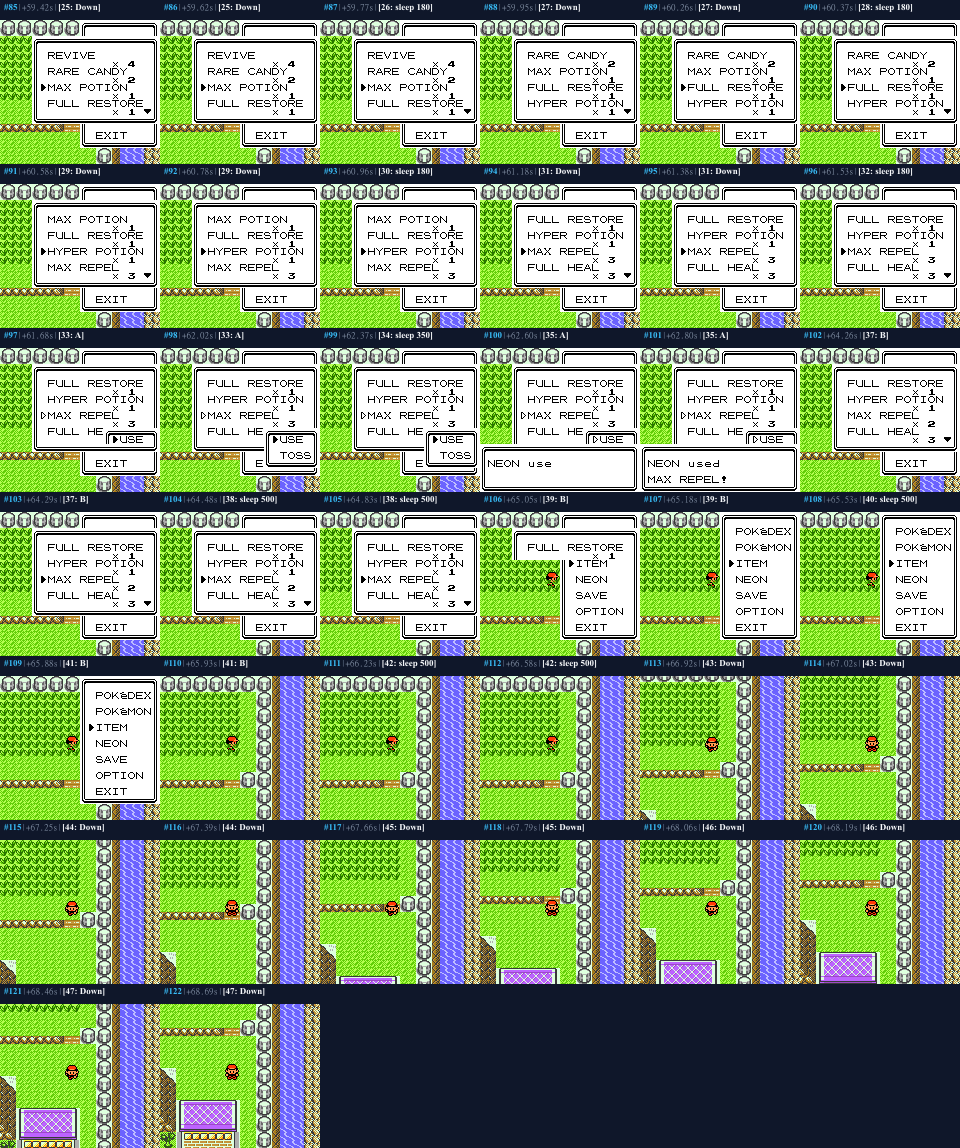 #85|+59.42s|[25: Down]
REVIVE
× 4
RARE CANDY
× 2
▶MAX POTION
× 1
FULL RESTORE
× 1
EXIT
#86|+59.62s|[25: Down]
REVIVE
× 4
RARE CANDY
× 2
▶MAX POTION
× 1
FULL RESTORE
× 1
EXIT
#87|+59.77s|[26: sleep 180]
REVIVE
× 4
RARE CANDY
× 2
▶MAX POTION
× 1
FULL RESTORE
× 1
EXIT
#88|+59.95s|[27: Down]
RARE CANDY
× 2
MAX POTION
× 1
▶FULL RESTORE
× 1
HYPER POTION
× 1
EXIT
#89|+60.26s|[27: Down]
RARE CANDY
× 2
MAX POTION
× 1
▶FULL RESTORE
× 1
HYPER POTION
× 1
EXIT
#90|+60.37s|[28: sleep 180]
RARE CANDY
× 2
MAX POTION
× 1
▶FULL RESTORE
× 1
HYPER POTION
× 1
EXIT
#91|+60.58s|[29: Down]
MAX POTION
× 1
FULL RESTORE
× 1
▶HYPER POTION
× 1
MAX REPEL
× 3
EXIT
#92|+60.78s|[29: Down]
MAX POTION
× 1
FULL RESTORE
× 1
▶HYPER POTION
× 1
MAX REPEL
× 3
EXIT
#93|+60.96s|[30: sleep 180]
MAX POTION
× 1
FULL RESTORE
× 1
▶HYPER POTION
× 1
MAX REPEL
× 3
EXIT
#94|+61.18s|[31: Down]
FULL RESTORE
× 1
HYPER POTION
× 1
▶MAX REPEL
× 3
FULL HEAL
× 3
EXIT
#95|+61.38s|[31: Down]
FULL RESTORE
× 1
HYPER POTION
× 1
▶MAX REPEL
× 3
FULL HEAL
× 3
EXIT
#96|+61.53s|[32: sleep 180]
FULL RESTORE
× 1
HYPER POTION
× 1
▶MAX REPEL
× 3
FULL HEAL
× 3
EXIT
#97|+61.68s|[33: A]
FULL RESTORE
× 1
HYPER POTION
× 1
▷MAX REPEL
× 3
FULL HE
▶USE
EXIT
#98|+62.02s|[33: A]
FULL RESTORE
× 1
HYPER POTION
× 1
▷MAX REPEL
× 3
FULL HE
▶USE
TOSS
E
#99|+62.37s|[34: sleep 350]
FULL RESTORE
× 1
HYPER POTION
× 1
▷MAX REPEL
× 3
FULL HE
▶USE
TOSS
E
#100|+62.60s|[35: A]
FULL RESTORE
× 1
HYPER POTION
× 1
▷MAX REPEL
× 3
FULL HE
▷USE
NEON use
#101|+62.80s|[35: A]
FULL RESTORE
× 1
HYPER POTION
× 1
▷MAX REPEL
× 3
FULL HE
▷USE
NEON used
MAX REPEL!
#102|+64.26s|[37: B]
FULL RESTORE
× 1
HYPER POTION
× 1
▷MAX REPEL
× 2
FULL HEAL
× 3
EXIT
#103|+64.29s|[37: B]
FULL RESTORE
× 1
HYPER POTION
× 1
▶MAX REPEL
× 2
FULL HEAL
× 3
EXIT
#104|+64.48s|[38: sleep 500]
FULL RESTORE
× 1
HYPER POTION
× 1
▶MAX REPEL
× 2
FULL HEAL
× 3
EXIT
#105|+64.83s|[38: sleep 500]
FULL RESTORE
× 1
HYPER POTION
× 1
▶MAX REPEL
× 2
FULL HEAL
× 3
EXIT
#106|+65.05s|[39: B]
FULL RESTORE
× 1
▶ITEM
NEON
SAVE
OPTION
EXIT
#107|+65.18s|[39: B]
POKéDEX
POKéMON
▶ITEM
NEON
SAVE
OPTION
EXIT
#108|+65.53s|[40: sleep 500]
POKéDEX
POKéMON
▶ITEM
NEON
SAVE
OPTION
EXIT
#109|+65.88s|[41: B]
POKéDEX
POKéMON
▶ITEM
NEON
SAVE
OPTION
EXIT
#110|+65.93s|[41: B]
#111|+66.23s|[42: sleep 500]
#112|+66.58s|[42: sleep 500]
#113|+66.92s|[43: Down]
#114|+67.02s|[43: Down]
#115|+67.25s|[44: Down]
#116|+67.39s|[44: Down]
#117|+67.66s|[45: Down]
#118|+67.79s|[45: Down]
#119|+68.06s|[46: Down]
#120|+68.19s|[46: Down]
#121|+68.46s|[47: Down]
#122|+68.69s|[47: Down]